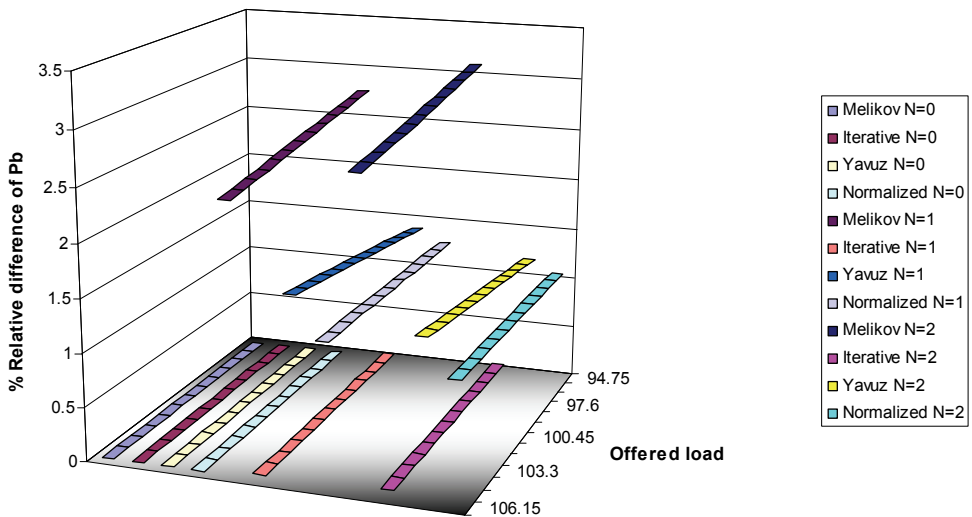 3.5
3
2.5
2
1.5
1
0.5
0
% Relative difference of Pb
94.75
97.6
100.45
103.3
106.15
Offered load
Melikov N=0
Iterative N=0
Yavuz N=0
Normalized N=0
Melikov N=1
Iterative N=1
Yavuz N=1
Normalized N=1
Melikov N=2
Iterative N=2
Yavuz N=2
Normalized N=2